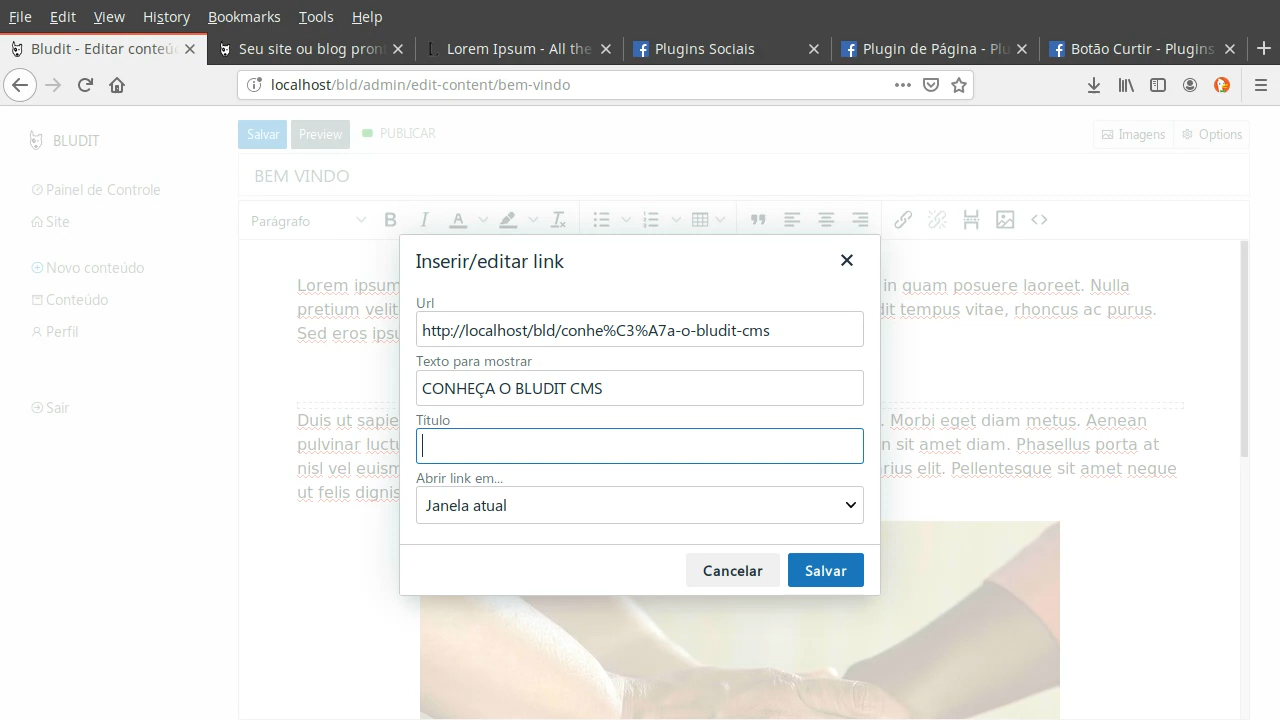 File Edit View History Bookmarks Tools Help
Bludit - Editar conteúd
Seu site ou blog pront
Lorem Ipsum - All the
Plugins Sociais
Plugin de Página - Plu
Botão Curtir - Plugins
localhost/bld/admin/edit-content/bem-vindo
BLUDIT
Salvar Preview PUBLICAR Imagens Options
BEM VINDO
Painel de Controle
Site
Novo conteúdo
Conteúdo
Perfil
Sair
Parágrafo
Lorem ipsum in quam posuere laoreet. Nulla
pretium velit tempus vitae, rhoncus ac purus.
Sed eros ipsu
Duis ut sapie . Morbi eget diam metus. Aenean
pulvinar luctu n sit amet diam. Phasellus porta at
nisl vel euism rius elit. Pellentesque sit amet neque
ut felis dignis
Inserir/editar link
Url
http://localhost/bld/conhe%C3%A7a-o-bludit-cms
Texto para mostrar
CONHEÇA O BLUDIT CMS
Título
Abrir link em...
Janela atual
Cancelar Salvar